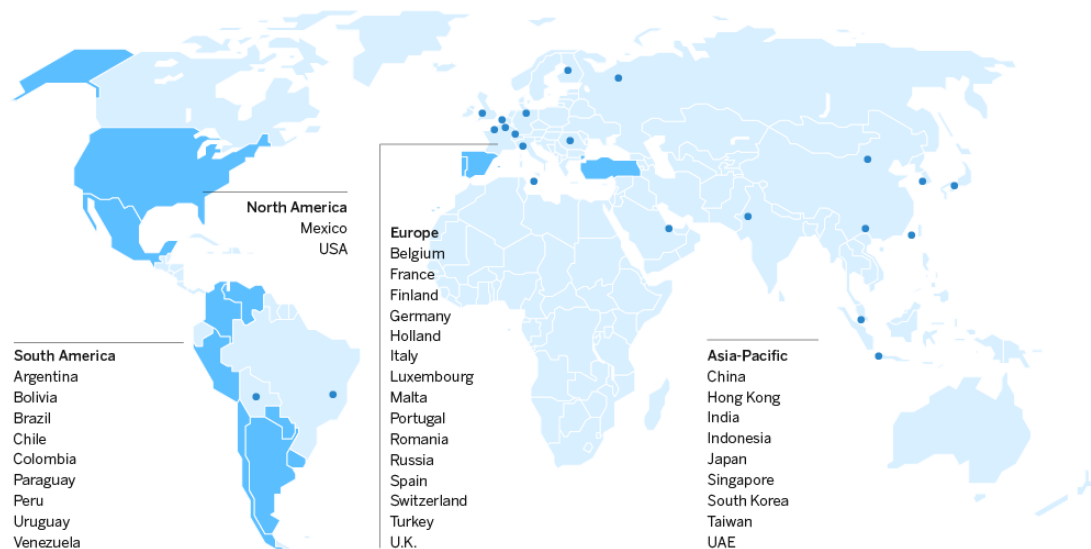 North America
Mexico
USA
Europe
Belgium
France
Finland
Germany
Holland
Italy
Luxembourg
Malta
Portugal
Romania
Russia
Spain
Switzerland
Turkey
U.K.
South America
Argentina
Bolivia
Brazil
Chile
Colombia
Paraguay
Peru
Uruguay
Venezuela
Asia-Pacific
China
Hong Kong
India
Indonesia
Japan
Singapore
South Korea
Taiwan
UAE